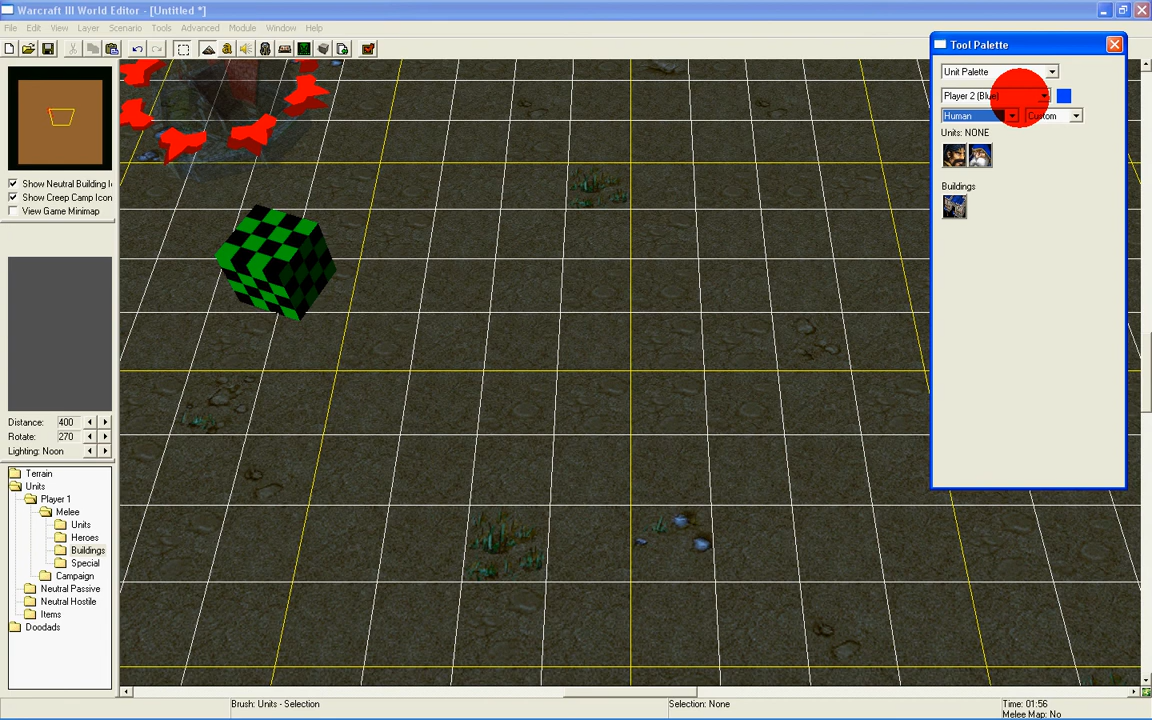 Warcraft III World Editor - [Untitled *]
File Edit View Layer Scenario Tools Advanced Module Window Help
Tool Palette
Unit Palette
Player 2 (Blue)
Human
Custom
Units: NONE
Buildings
Show Neutral Building I
Show Creep Camp Icon
View Game Minimap
Distance: 400
Rotate: 270
Lighting: Noon
Terrain
Units
Player 1
Melee
Units
Heroes
Buildings
Special
Campaign
Neutral Passive
Neutral Hostile
Items
Doodads
Brush: Units - Selection
Selection: None
Time: 01:56
Melee Map: No